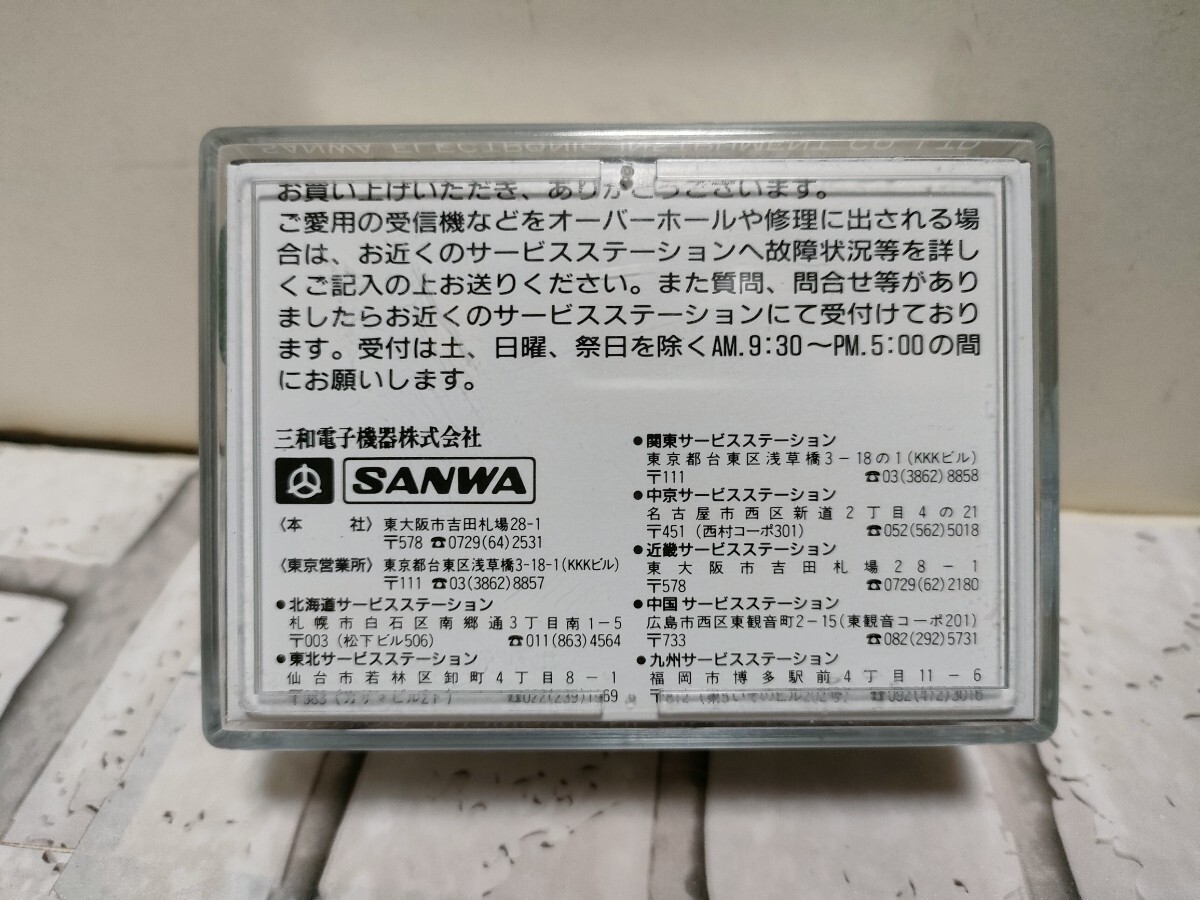 SANWA ELECTRONIC INSTRUMENT CO.,LTD.
お買い上げいただき、ありがとうございます。
ご愛用の受信機などをオーバーホールや修理に出される場
合は、お近くのサービスステーションへ故障状況等を詳し
くご記入の上お送りください。また質問、問合せ等があり
ましたらお近くのサービスステーションにて受付けており
ます。受付は土、日曜、祭日を除くAM.9:30〜PM.5:00の間
にお願いします。
三和電子機器株式会社
SANWA
〈本　社〉 東大阪市吉田札場28-1
〒578 ☎0729(64)2531
〈東京営業所〉 東京都台東区浅草橋3-18-1(KKKビル)
〒111 ☎03(3862)8857
●北海道サービスステーション
札幌市白石区南郷通3丁目南1-5
〒003 (松下ビル506) ☎011(863)4564
●東北サービスステーション
仙台市若林区卸町4丁目8-1
☎022(239)1969
●関東サービスステーション
東京都台東区浅草橋3-18の1(KKKビル)
〒111 ☎03(3862)8858
●中京サービスステーション
名古屋市西区新道2丁目4の21
〒451 (西村コーポ301) ☎052(562)5018
●近畿サービスステーション
東大阪市吉田札場28-1
〒578 ☎0729(62)2180
●中国サービスステーション
広島市西区東観音町2-15(東観音コーポ201)
〒733 ☎082(292)5731
●九州サービスステーション
福岡市博多駅前4丁目11-6
〒812 ☎092(472)3016